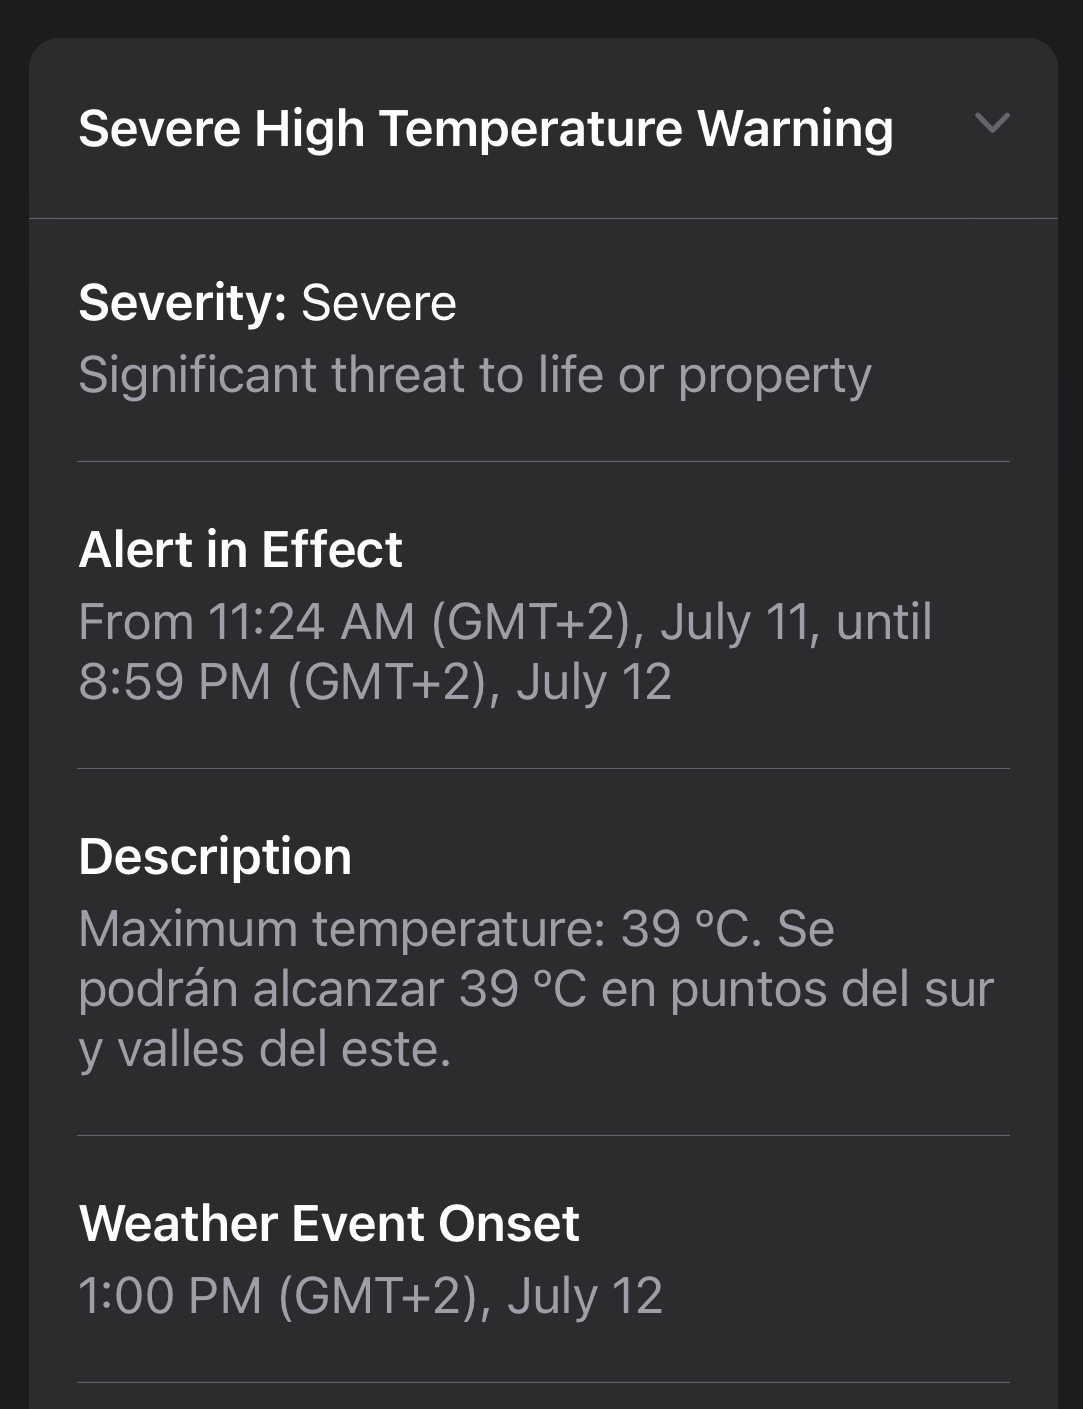 Severe High Temperature Warning
Severity: Severe
Significant threat to life or property
Alert in Effect
From 11:24 AM (GMT+2), July 11, until
8:59 PM (GMT+2), July 12
Description
Maximum temperature: 39 ºC. Se
podrán alcanzar 39 ºC en puntos del sur
y valles del este.
Weather Event Onset
1:00 PM (GMT+2), July 12